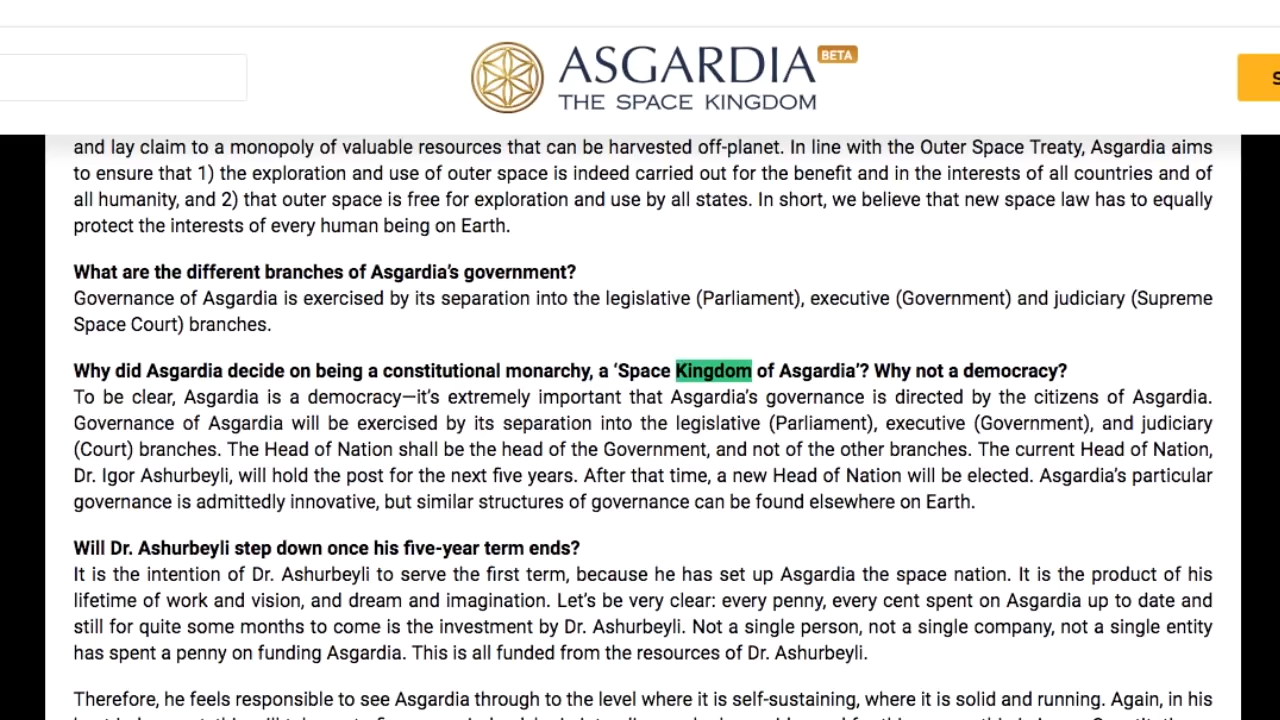 ASGARDIA BETA
THE SPACE KINGDOM
S
and lay claim to a monopoly of valuable resources that can be harvested off-planet. In line with the Outer Space Treaty, Asgardia aims
to ensure that 1) the exploration and use of outer space is indeed carried out for the benefit and in the interests of all countries and of
all humanity, and 2) that outer space is free for exploration and use by all states. In short, we believe that new space law has to equally
protect the interests of every human being on Earth.
What are the different branches of Asgardia's government?
Governance of Asgardia is exercised by its separation into the legislative (Parliament), executive (Government) and judiciary (Supreme
Space Court) branches.
Why did Asgardia decide on being a constitutional monarchy, a ‘Space Kingdom of Asgardia’? Why not a democracy?
To be clear, Asgardia is a democracy—it’s extremely important that Asgardia’s governance is directed by the citizens of Asgardia.
Governance of Asgardia will be exercised by its separation into the legislative (Parliament), executive (Government), and judiciary
(Court) branches. The Head of Nation shall be the head of the Government, and not of the other branches. The current Head of Nation,
Dr. Igor Ashurbeyli, will hold the post for the next five years. After that time, a new Head of Nation will be elected. Asgardia’s particular
governance is admittedly innovative, but similar structures of governance can be found elsewhere on Earth.
Will Dr. Ashurbeyli step down once his five-year term ends?
It is the intention of Dr. Ashurbeyli to serve the first term, because he has set up Asgardia the space nation. It is the product of his
lifetime of work and vision, and dream and imagination. Let’s be very clear: every penny, every cent spent on Asgardia up to date and
still for quite some months to come is the investment by Dr. Ashurbeyli. Not a single person, not a single company, not a single entity
has spent a penny on funding Asgardia. This is all funded from the resources of Dr. Ashurbeyli.
Therefore, he feels responsible to see Asgardia through to the level where it is self-sustaining, where it is solid and running. Again, in his